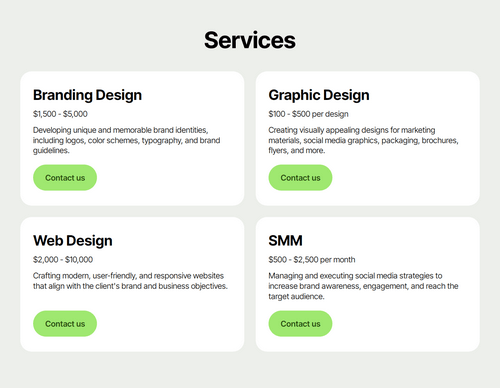 Services
Branding Design
$1,500 - $5,000
Developing unique and memorable brand identities,
including logos, color schemes, typography, and brand
guidelines.
Contact us
Graphic Design
$100 - $500 per design
Creating visually appealing designs for marketing
materials, social media graphics, packaging, brochures,
flyers, and more.
Contact us
Web Design
$2,000 - $10,000
Crafting modern, user-friendly, and responsive websites
that align with the client's brand and business objectives.
Contact us
SMM
$500 - $2,500 per month
Managing and executing social media strategies to
increase brand awareness, engagement, and reach the
target audience.
Contact us